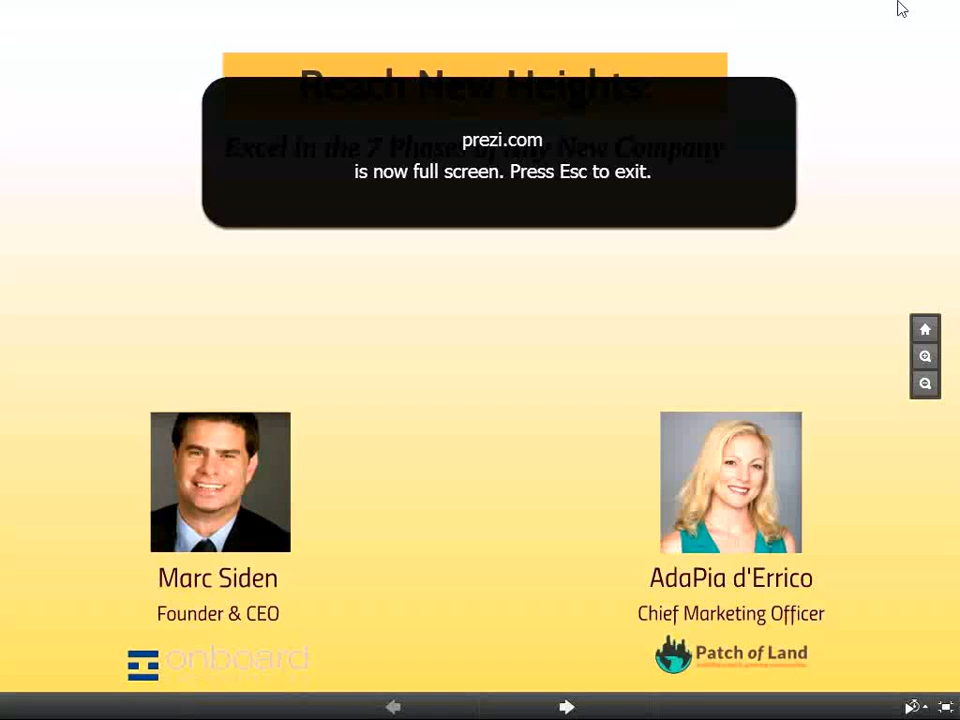 Reach New Heights:
prezi.com
Excel in the 7 Phases of Any New Company
is now full screen. Press Esc to exit.
Marc Siden
AdaPia d'Errico
Founder & CEO
Chief Marketing Officer
onboard
Patch of Land